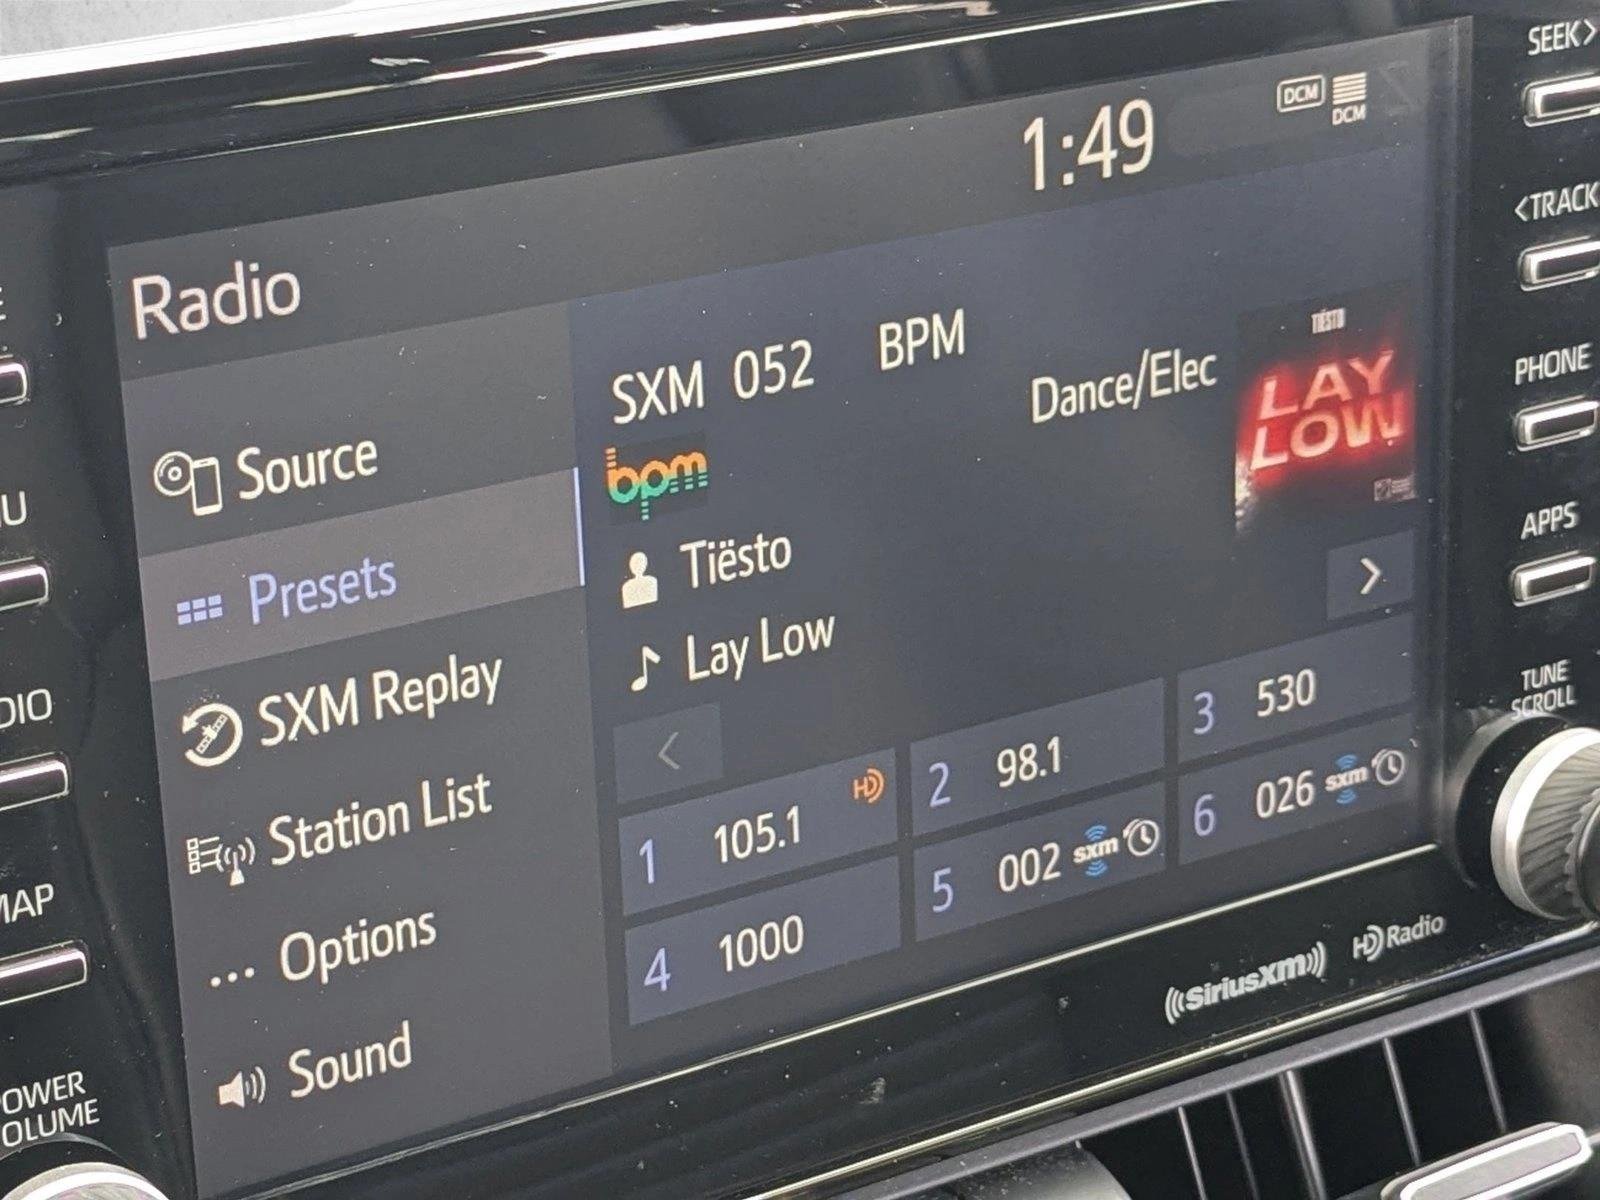 1:49
DCM
DCM
Radio
Source
Presets
SXM Replay
Station List
... Options
Sound
SXM 052 BPM
Dance/Elec
bpm
Tiësto
Lay Low
TIËSTO
LAY
LOW
>
<
1 105.1 HD
2 98.1
3 530
4 1000
5 002 sxm
6 026 sxm
SiriusXM
HD Radio
SEEK>
<TRACK
PHONE
APPS
TUNE
SCROLL
E
U
DIO
MAP
POWER
OLUME